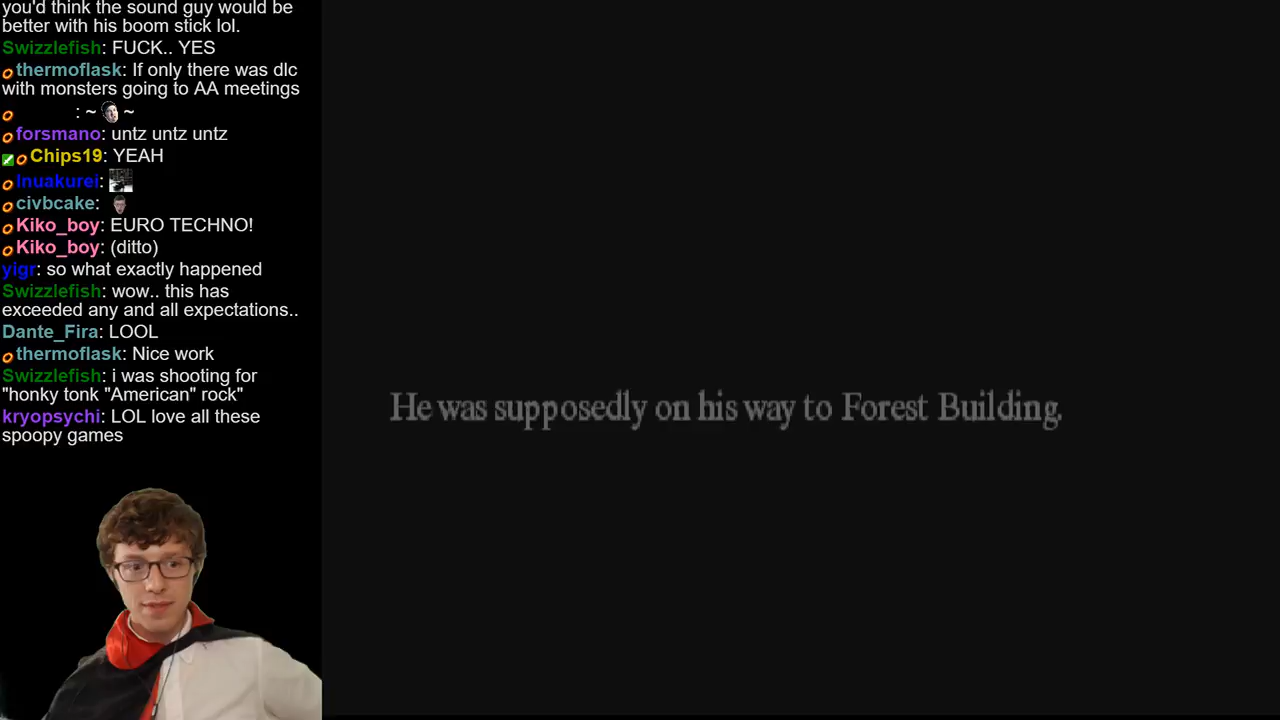 you'd think the sound guy would be
better with his boom stick lol.
Swizzlefish: FUCK.. YES
thermoflask: If only there was dlc
with monsters going to AA meetings
: ~ ~
forsmano: untz untz untz
Chips19: YEAH
Inuakurei:
civbcake:
Kiko_boy: EURO TECHNO!
Kiko_boy: (ditto)
yigr: so what exactly happened
Swizzlefish: wow.. this has
exceeded any and all expectations..
Dante_Fira: LOOL
thermoflask: Nice work
Swizzlefish: i was shooting for
"honky tonk "American" rock"
kryopsychi: LOL love all these
spoopy games
He was supposedly on his way to Forest Building.